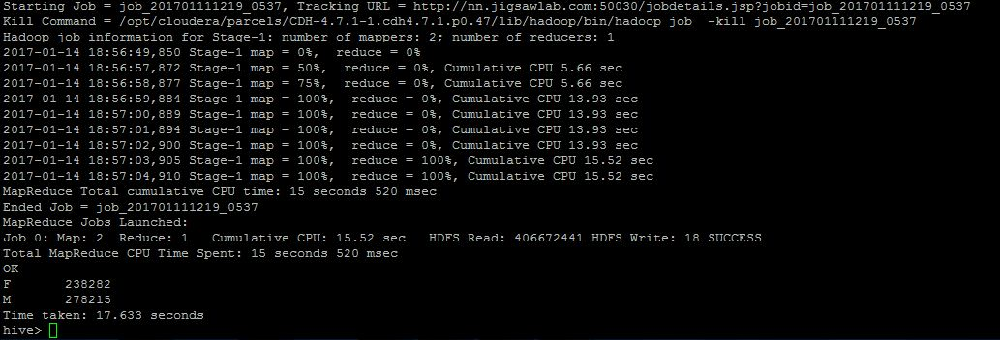 Starting Job = job_201701111219_0537, Tracking URL = http://nn.jigsawlab.com:50030/jobdetails.jsp?jobid=job_201701111219_0537
Kill Command = /opt/cloudera/parcels/CDH-4.7.1-1.cdh4.7.1.p0.47/lib/hadoop/bin/hadoop job  -kill job_201701111219_0537
Hadoop job information for Stage-1: number of mappers: 2; number of reducers: 1
2017-01-14 18:56:49,850 Stage-1 map = 0%,  reduce = 0%
2017-01-14 18:56:57,872 Stage-1 map = 50%,  reduce = 0%, Cumulative CPU 5.66 sec
2017-01-14 18:56:58,877 Stage-1 map = 75%,  reduce = 0%, Cumulative CPU 5.66 sec
2017-01-14 18:56:59,884 Stage-1 map = 100%,  reduce = 0%, Cumulative CPU 13.93 sec
2017-01-14 18:57:00,889 Stage-1 map = 100%,  reduce = 0%, Cumulative CPU 13.93 sec
2017-01-14 18:57:01,894 Stage-1 map = 100%,  reduce = 0%, Cumulative CPU 13.93 sec
2017-01-14 18:57:02,900 Stage-1 map = 100%,  reduce = 0%, Cumulative CPU 13.93 sec
2017-01-14 18:57:03,905 Stage-1 map = 100%,  reduce = 100%, Cumulative CPU 15.52 sec
2017-01-14 18:57:04,910 Stage-1 map = 100%,  reduce = 100%, Cumulative CPU 15.52 sec
MapReduce Total cumulative CPU time: 15 seconds 520 msec
Ended Job = job_201701111219_0537
MapReduce Jobs Launched:
Job 0: Map: 2  Reduce: 1   Cumulative CPU: 15.52 sec   HDFS Read: 406672441 HDFS Write: 18 SUCCESS
Total MapReduce CPU Time Spent: 15 seconds 520 msec
OK
F       238282
M       278215
Time taken: 17.633 seconds
hive>